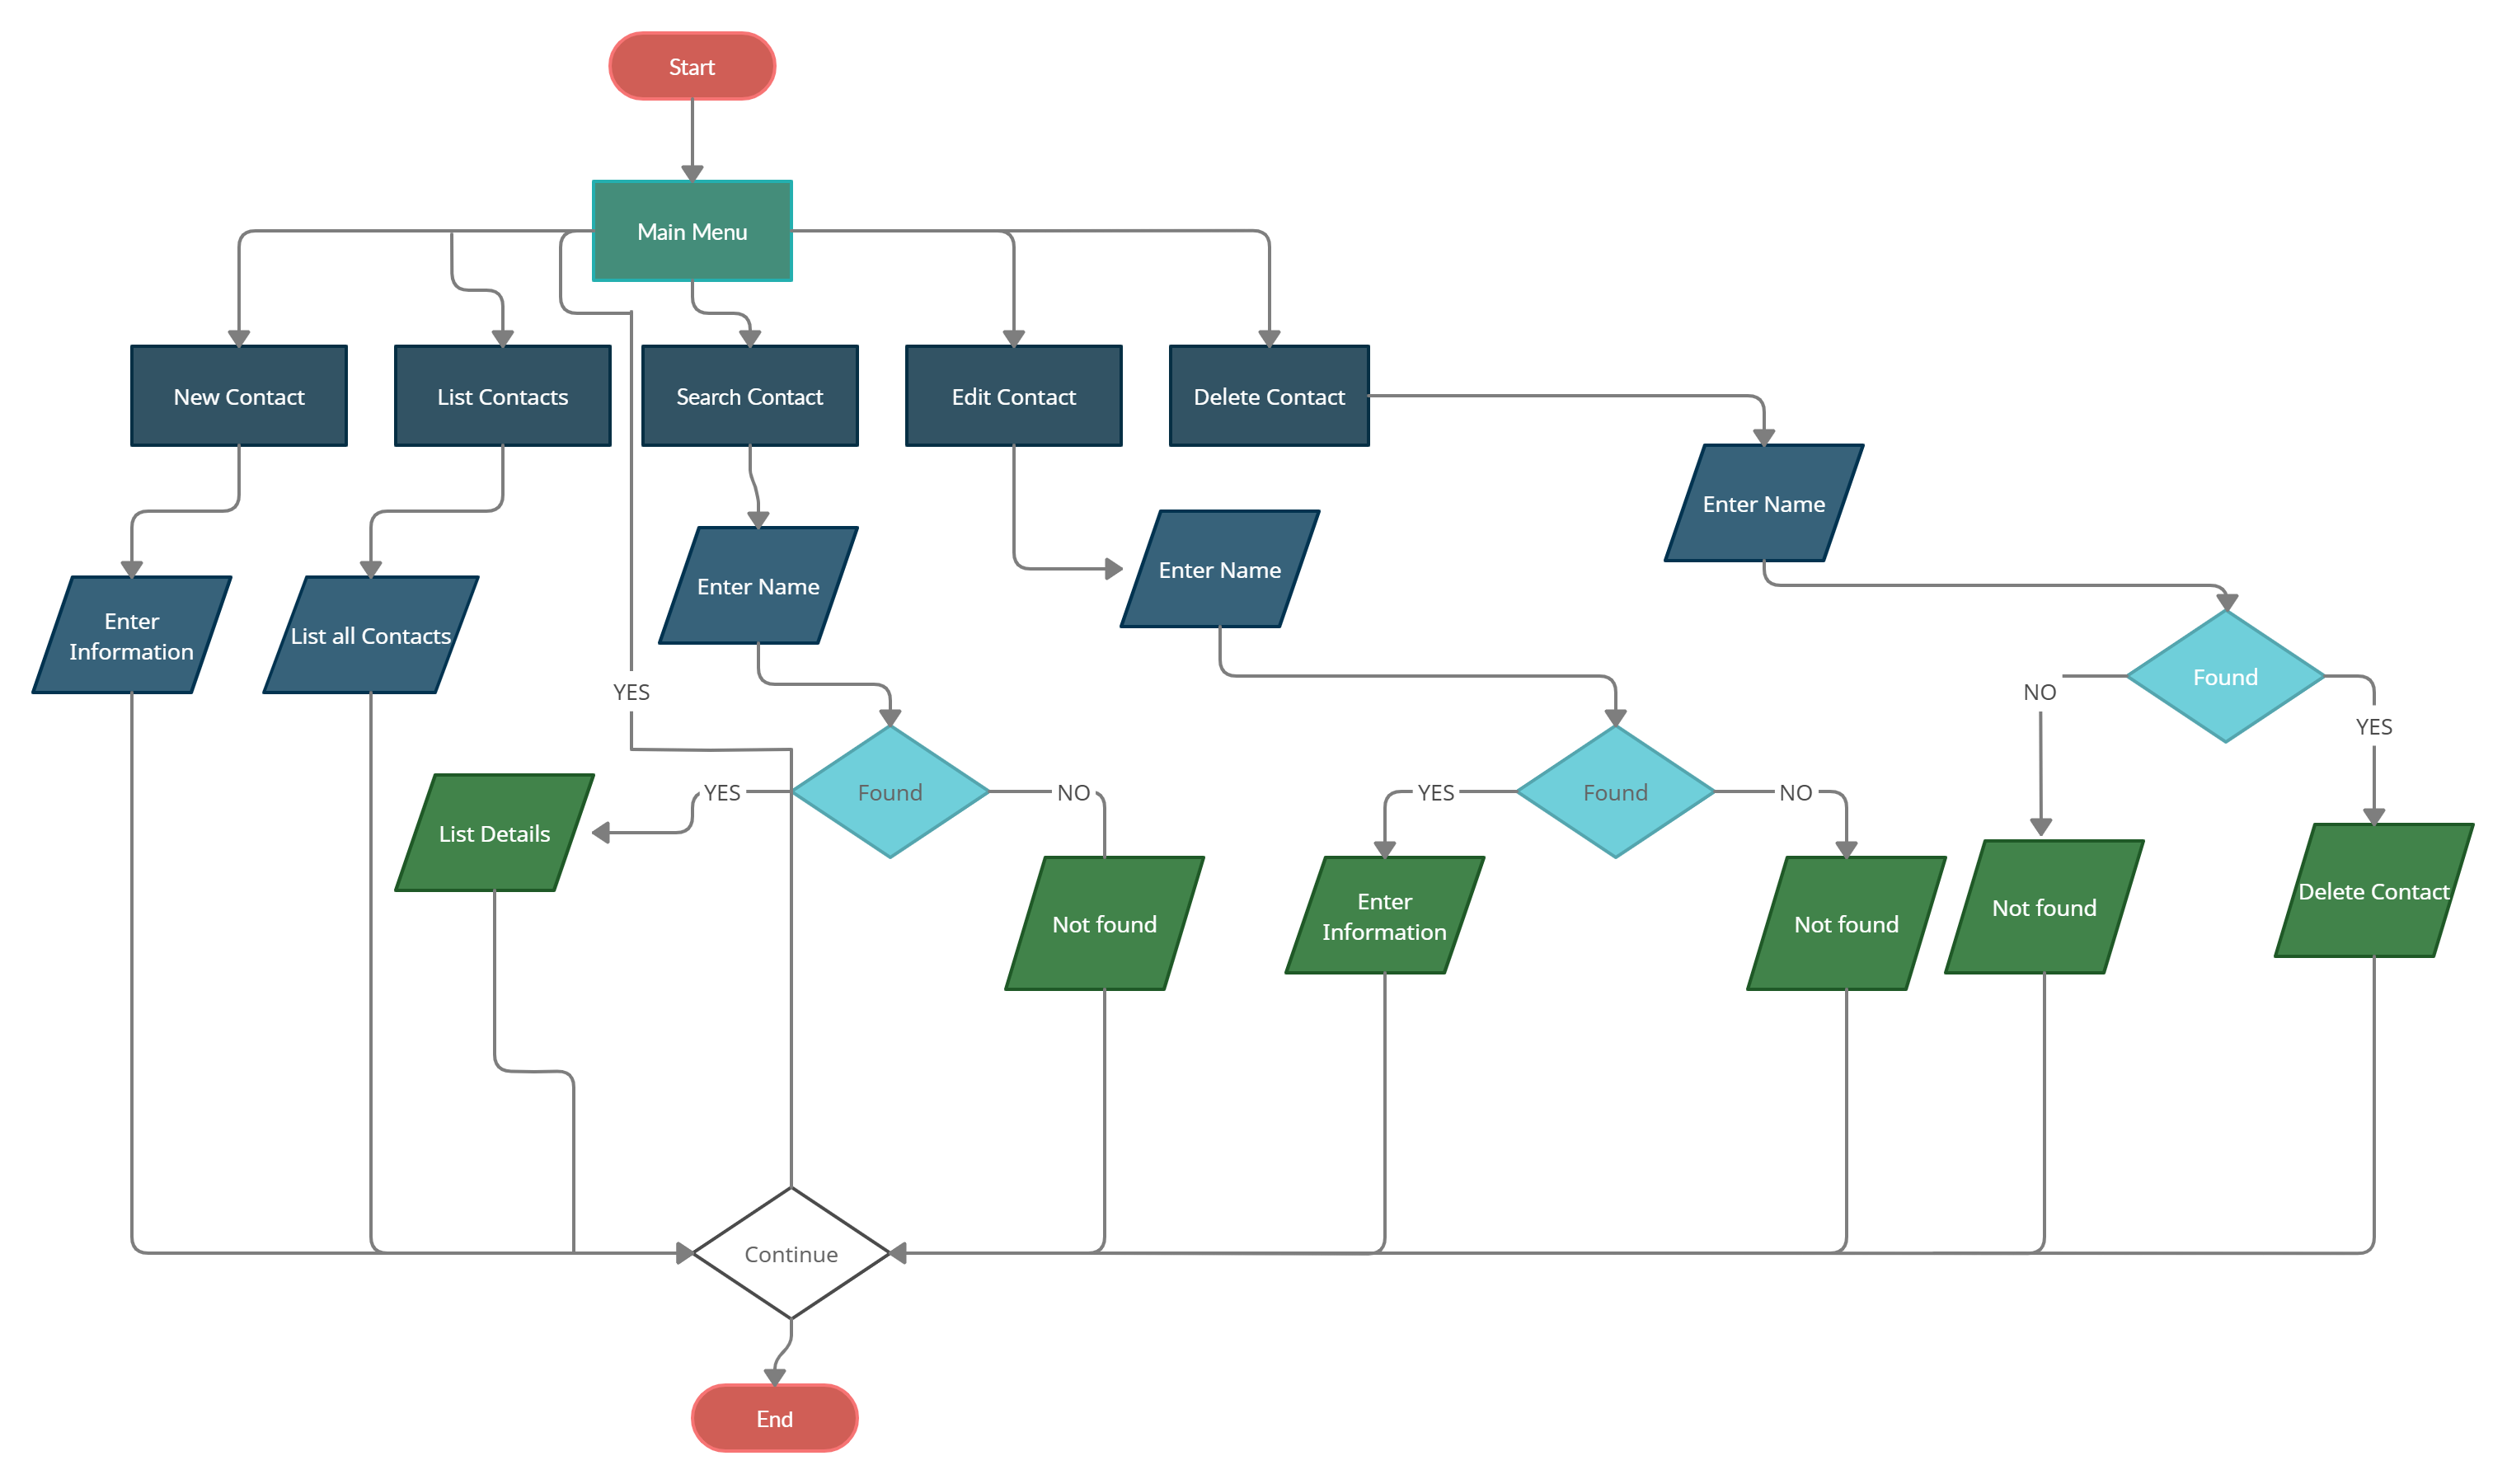 Start
Main Menu
New Contact
List Contacts
Search Contact
Edit Contact
Delete Contact
Enter Name
Enter Name
Enter Name
Enter
Information
List all Contacts
Found
YES
NO
YES
List Details
YES
Found
NO
YES
Found
NO
Not found
Enter
Information
Not found
Not found
Delete Contact
Continue
End